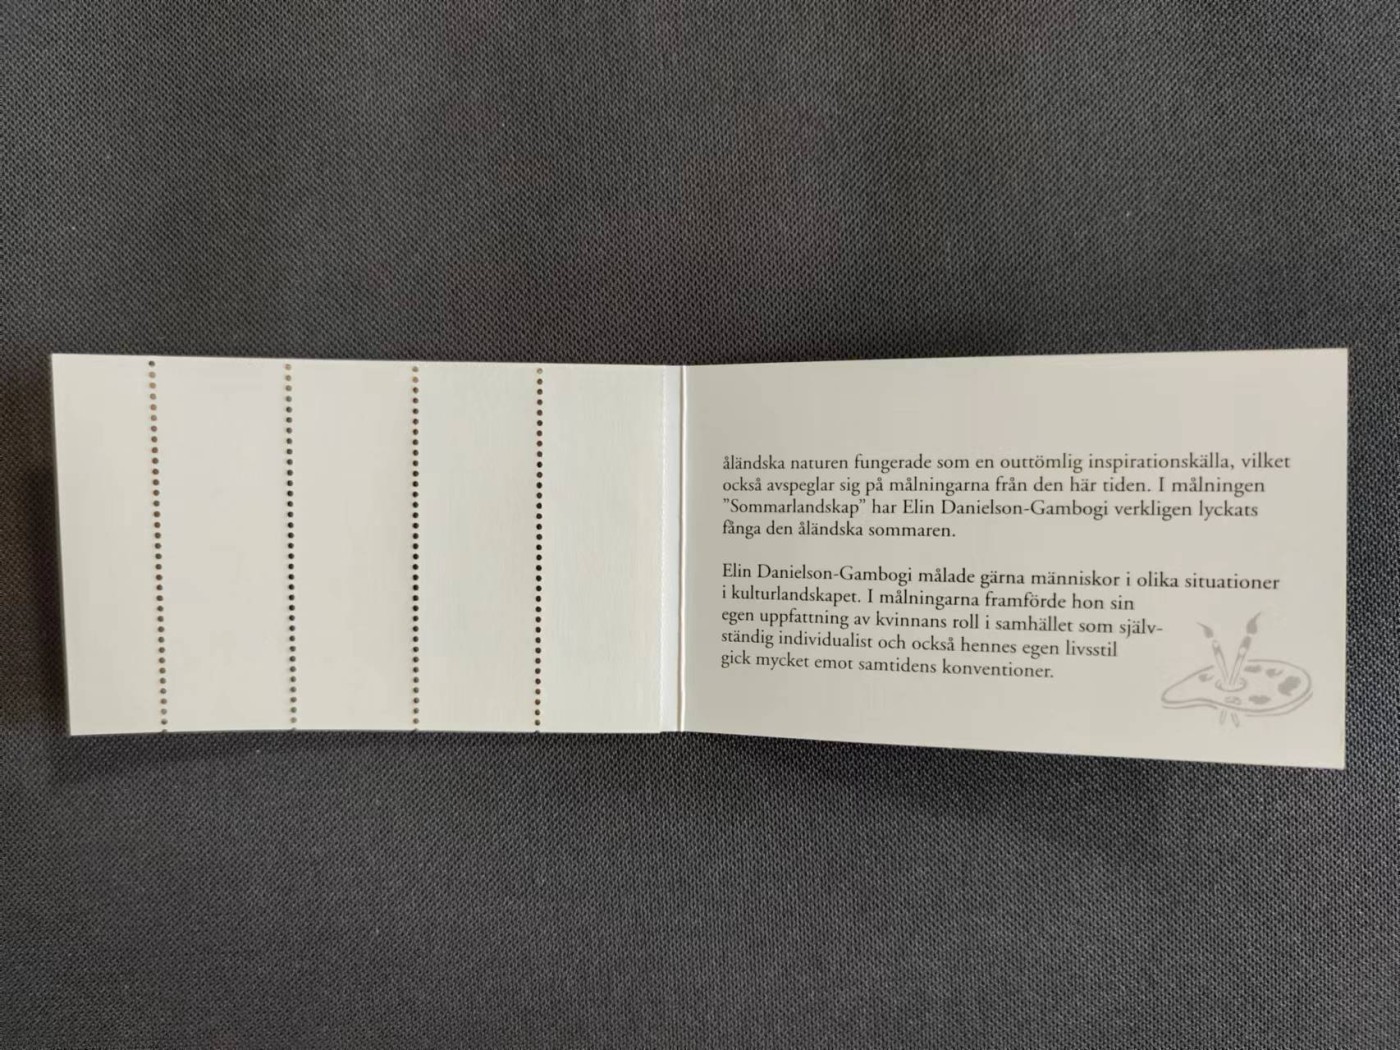 åländska naturen fungerade som en outtömlig inspirationskälla, vilket
också avspeglar sig på målningarna från den här tiden. I målningen
”Sommarlandskap” har Elin Danielson-Gambogi verkligen lyckats
fånga den åländska sommaren.
Elin Danielson-Gambogi målade gärna människor i olika situationer
i kulturlandskapet. I målningarna framförde hon sin
egen uppfattning av kvinnans roll i samhället som själv-
ständig individualist och också hennes egen livsstil
gick mycket emot samtidens konventioner.